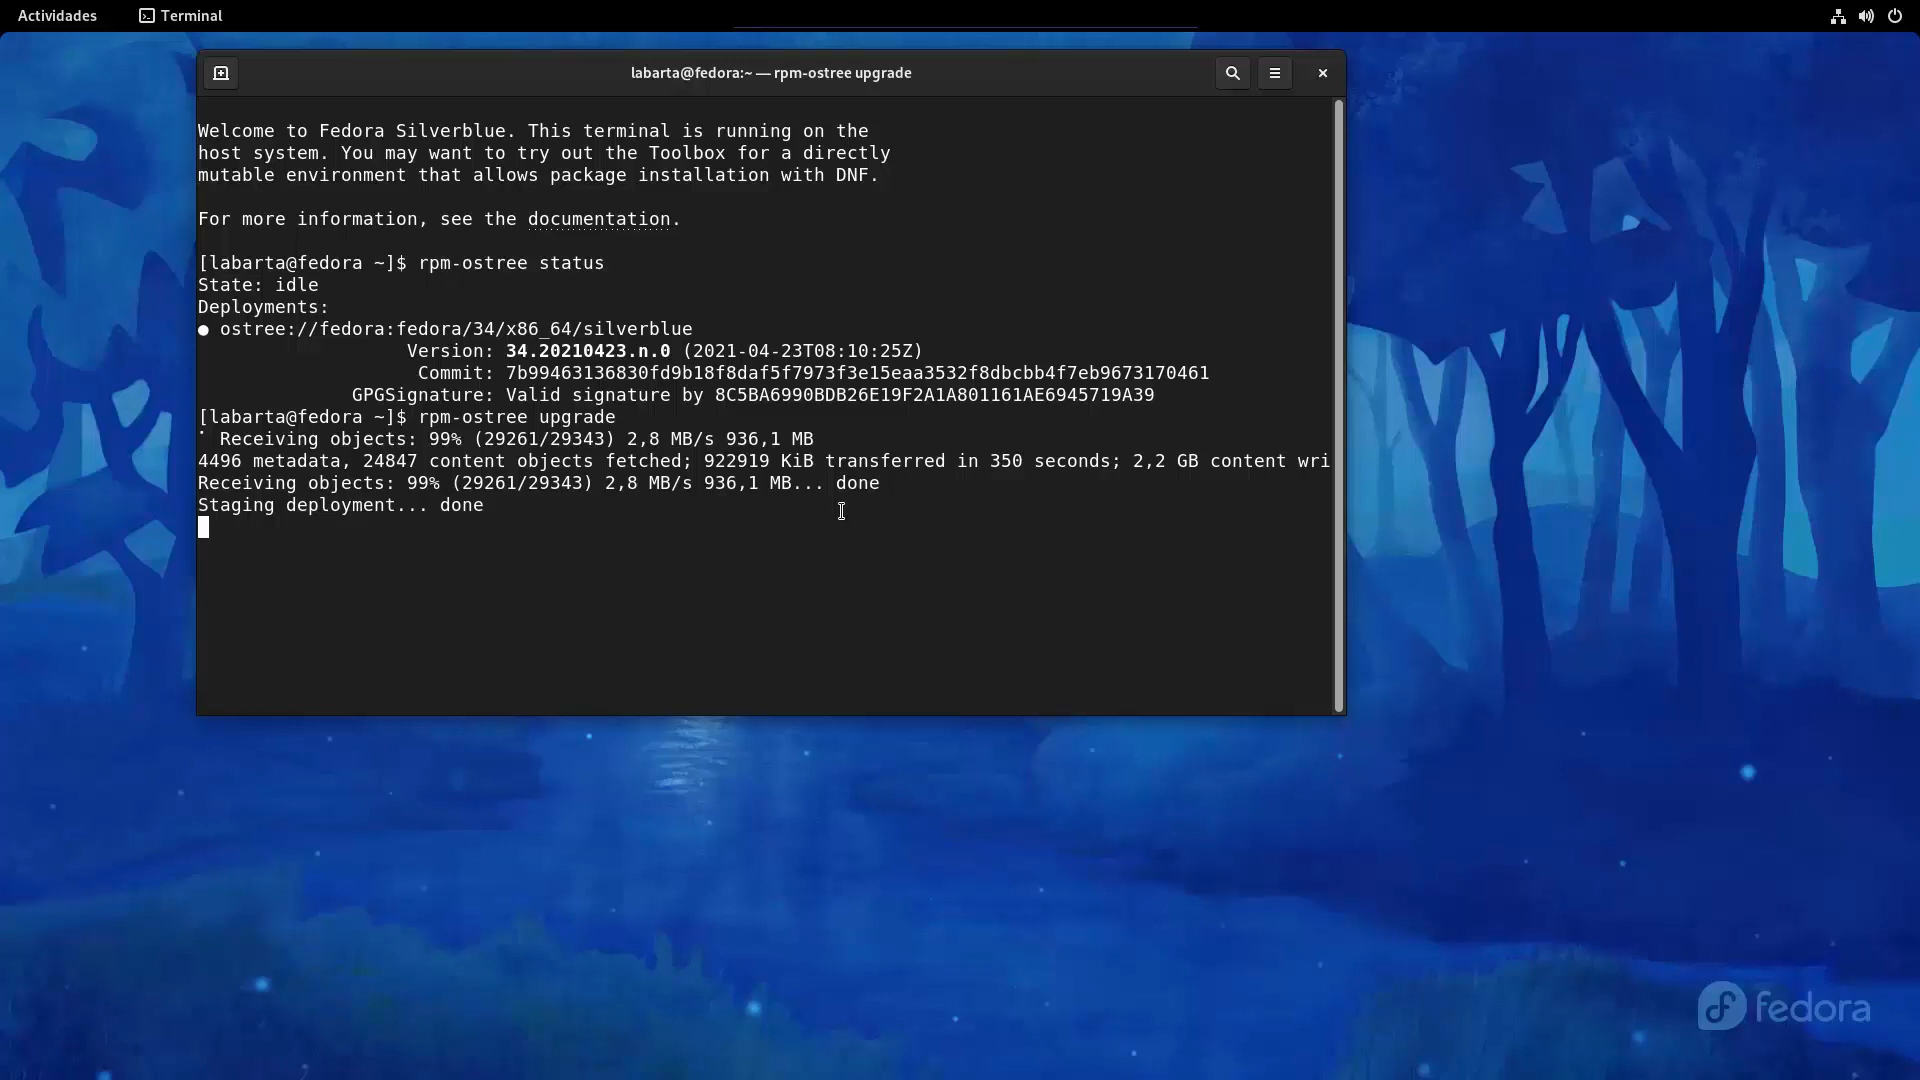 Actividades
Terminal
labarta@fedora:~ — rpm-ostree upgrade
Welcome to Fedora Silverblue. This terminal is running on the
host system. You may want to try out the Toolbox for a directly
mutable environment that allows package installation with DNF.
For more information, see the documentation.
[labarta@fedora ~]$ rpm-ostree status
State: idle
Deployments:
● ostree://fedora:fedora/34/x86_64/silverblue
Version: 34.20210423.n.0 (2021-04-23T08:10:25Z)
Commit: 7b99463136830fd9b18f8daf5f7973f3e15eaa3532f8dbcbb4f7eb9673170461
GPGSignature: Valid signature by 8C5BA6990BDB26E19F2A1A801161AE6945719A39
[labarta@fedora ~]$ rpm-ostree upgrade
⠁ Receiving objects: 99% (29261/29343) 2,8 MB/s 936,1 MB
4496 metadata, 24847 content objects fetched; 922919 KiB transferred in 350 seconds; 2,2 GB content wri
Receiving objects: 99% (29261/29343) 2,8 MB/s 936,1 MB... done
Staging deployment... done
fedora